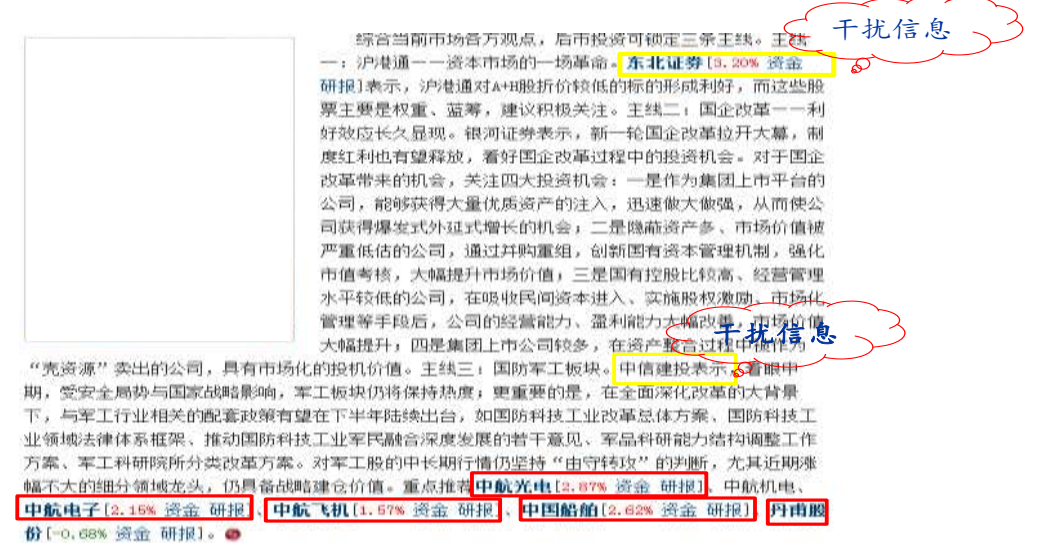 干扰信息
综合当前市场各方观点，后市投资可锁定三条主线。主线
一：沪港通——资本市场的一场革命。东北证券[3.20% 资金
研报]表示，沪港通对A+H股折价较低的标的形成利好，而这些股
票主要是权重、蓝筹，建议积极关注。主线二：国企改革——利
好效应长久显现。银河证券表示，新一轮国企改革拉开大幕，制
度红利也有望释放，看好国企改革过程中的投资机会。对于国企
改革带来的机会，关注四大投资机会：一是作为集团上市平台的
公司，能够获得大量优质资产的注入，迅速做大做强，从而使公
司获得爆发式外延式增长的机会；二是隐蔽资产多、市场价值被
严重低估的公司，通过并购重组，创新国有资本管理机制，强化
市值考核，大幅提升市场价值；三是国有控股比较高、经营管理
水平较低的公司，在吸收民间资本进入、实施股权激励、市场化
管理等手段后，公司的经营能力、盈利能力大幅改善，市场价值
干扰信息
大幅提升；四是集团上市公司较多，在资产整合过程中被作为
“壳资源”卖出的公司，具有市场化的投机价值。主线三：国防军工板块。中信建投表示，着眼中
期，受安全局势与国家战略影响，军工板块仍将保持热度；更重要的是，在全面深化改革的大背景
下，与军工行业相关的配套政策有望在下半年陆续出台，如国防科技工业改革总体方案、国防科技工
业领域法律体系框架、推动国防科技工业军民融合深度发展的若干意见、军品科研能力结构调整工作
方案、军工科研院所分类改革方案。对军工股的中长期行情仍坚持“由守转攻”的判断，尤其近期涨
幅不大的细分领域龙头，仍具备战略建仓价值。重点推荐中航光电[2.87% 资金 研报]、中航机电、
中航电子[2.15% 资金 研报]、中航飞机[1.57% 资金 研报]、中国船舶[2.62% 资金 研报]、丹甫股
份[-0.68% 资金 研报]。